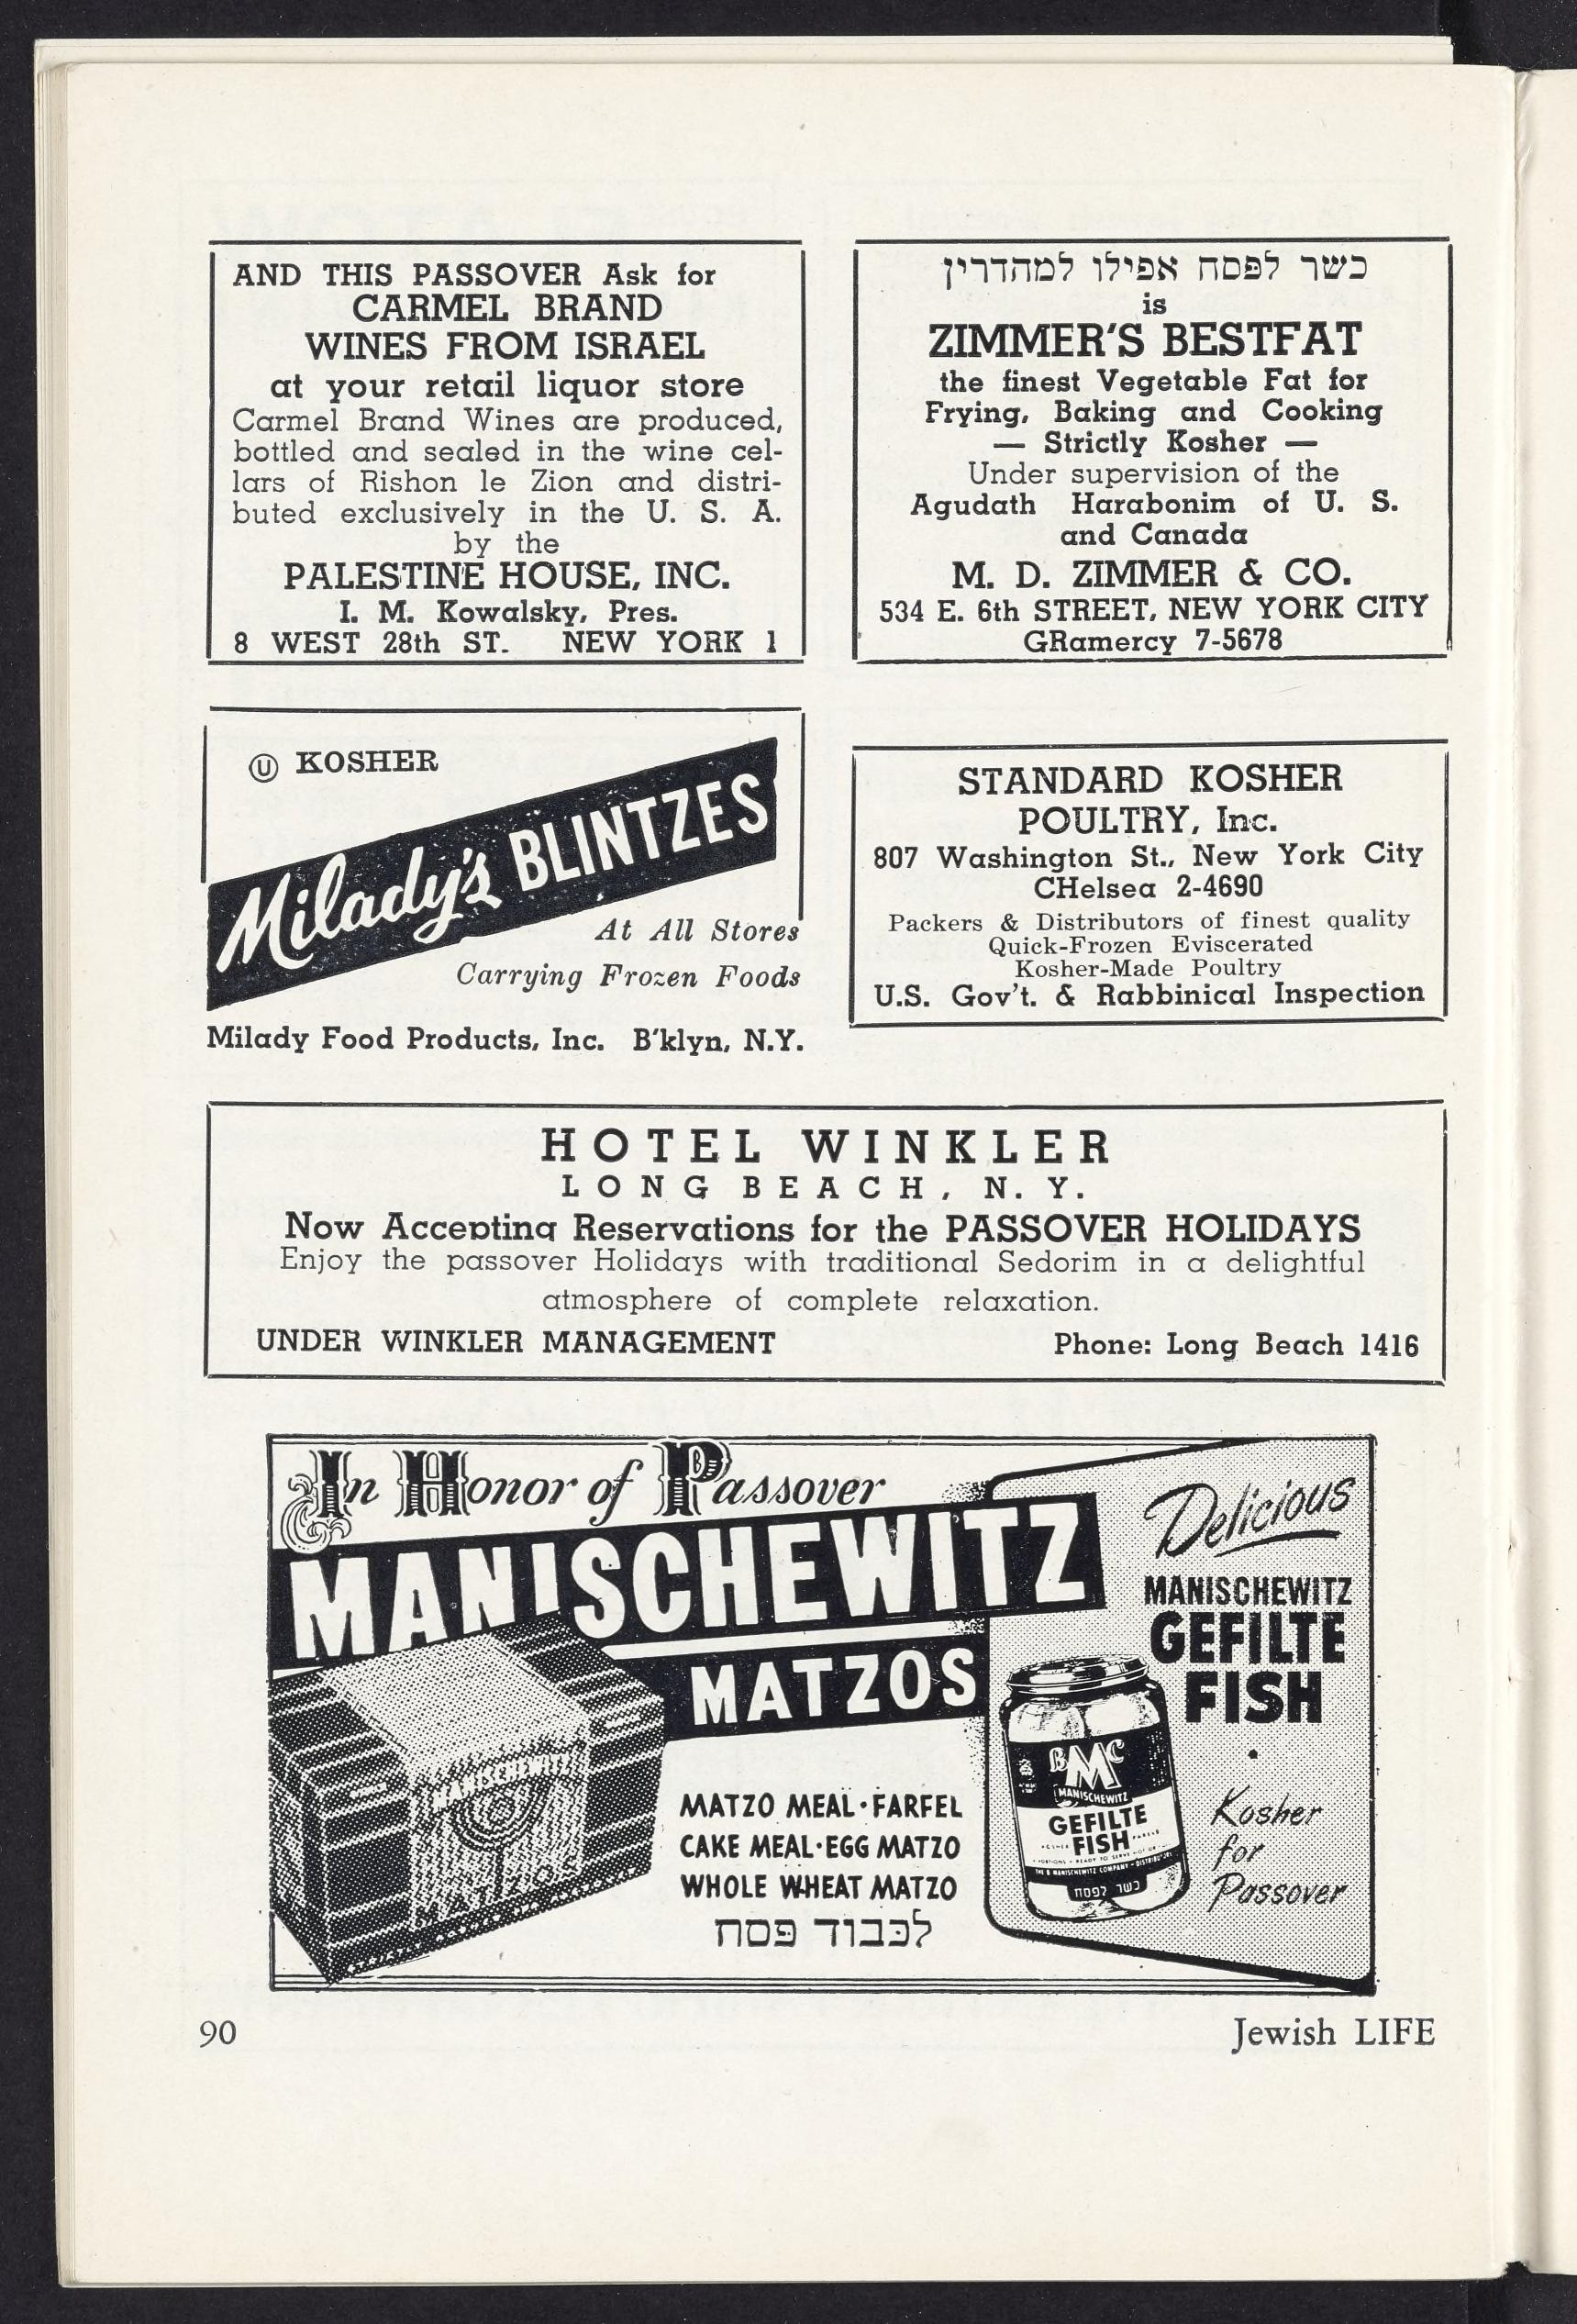 AND THIS PASSOVER Ask for
CARMEL BRAND
WINES FROM ISRAEL
at your retail liquor store
Carmel Brand Wines are produced,
bottled and sealed in the wine cel-
lars of Rishon le Zion and distri-
buted exclusively in the U. S. A.
by the
PALESTINE HOUSE, INC.
I. M. Kowalsky, Pres.
8 WEST 28th ST. NEW YORK 1
כשר לפסח אפילו למהדרין
is
ZIMMER'S BESTFAT
the finest Vegetable Fat for
Frying, Baking and Cooking
— Strictly Kosher —
Under supervision of the
Agudath Harabonim of U. S.
and Canada
M. D. ZIMMER & CO.
534 E. 6th STREET, NEW YORK CITY
GRamercy 7-5678
Ⓤ KOSHER
Milady's BLINTZES
At All Stores
Carrying Frozen Foods
Milady Food Products, Inc. B'klyn, N.Y.
STANDARD KOSHER
POULTRY, Inc.
807 Washington St., New York City
CHelsea 2-4690
Packers & Distributors of finest quality
Quick-Frozen Eviscerated
Kosher-Made Poultry
U.S. Gov't. & Rabbinical Inspection
HOTEL WINKLER
LONG BEACH, N. Y.
Now Accepting Reservations for the PASSOVER HOLIDAYS
Enjoy the passover Holidays with traditional Sedorim in a delightful
atmosphere of complete relaxation.
UNDER WINKLER MANAGEMENT Phone: Long Beach 1416
In Honor of Passover
MANISCHEWITZ
MATZOS
MANISCHEWITZ
MATZOS
MATZO MEAL · FARFEL
CAKE MEAL · EGG MATZO
WHOLE WHEAT MATZO
לכבוד פסח
Delicious
MANISCHEWITZ
GEFILTE
FISH
•
Kosher
for
Passover
BMC
MANISCHEWITZ
GEFILTE
FISH
THE B MANISCHEWITZ COMPANY - DISTRIBUTORS
כשר לפסח
90 Jewish LIFE